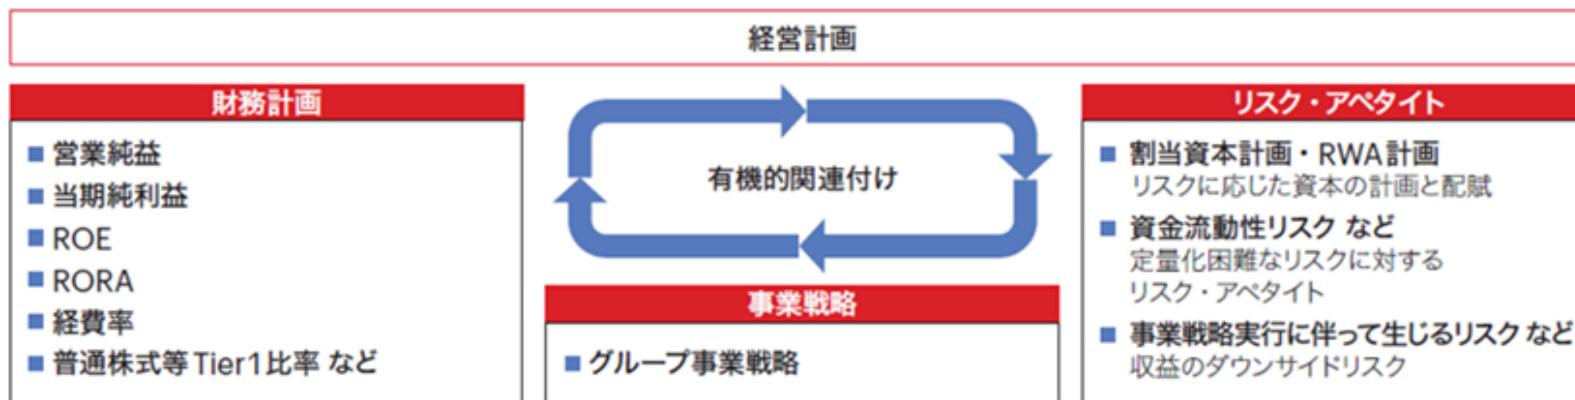 経営計画
財務計画
営業純益
当期純利益
ROE
RORA
経費率
普通株式等Tier1比率 など
有機的関連付け
事業戦略
グループ事業戦略
リスク・アペタイト
割当資本計画・RWA計画
リスクに応じた資本の計画と配賦
資金流動性リスク など
定量化困難なリスクに対する
リスク・アペタイト
事業戦略実行に伴って生じるリスク など
収益のダウンサイドリスク